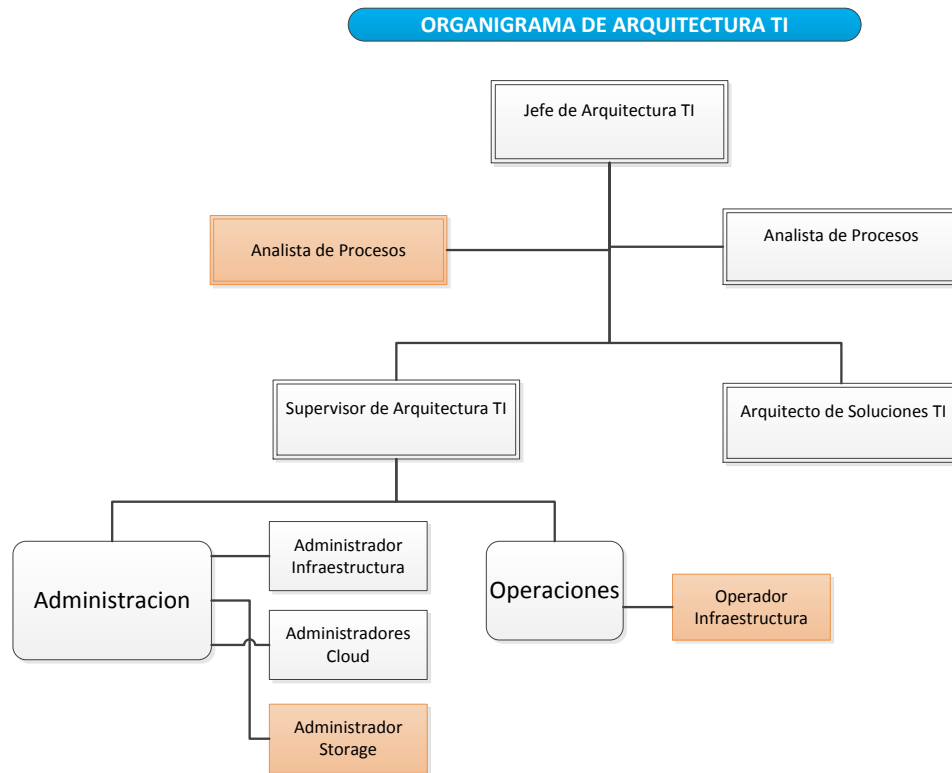 ORGANIGRAMA DE ARQUITECTURA TI
Jefe de Arquitectura TI
Analista de Procesos
Analista de Procesos
Supervisor de Arquitectura TI
Arquitecto de Soluciones TI
Administracion
Administrador
Infraestructura
Administradores
Cloud
Administrador
Storage
Operaciones
Operador
Infraestructura